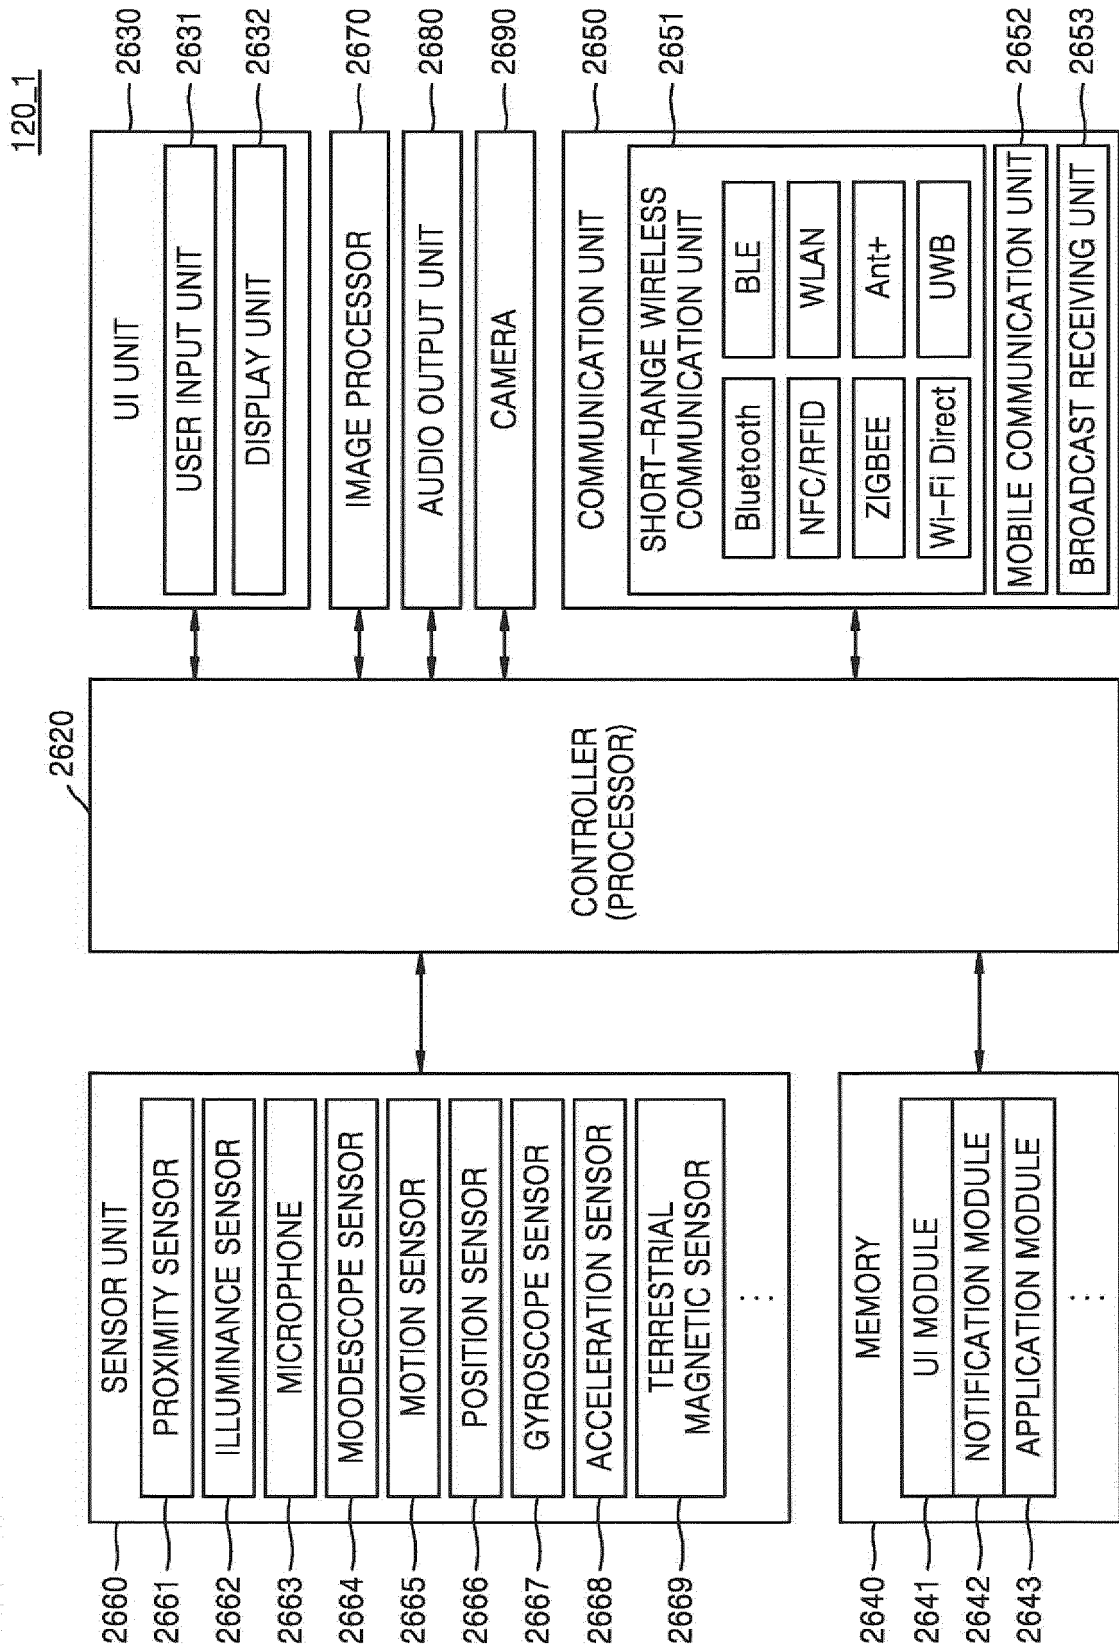 120_1
2660
SENSOR UNIT
2661
PROXIMITY SENSOR
2662
ILLUMINANCE SENSOR
2663
MICROPHONE
2664
MOODESCOPE SENSOR
2665
MOTION SENSOR
2666
POSITION SENSOR
2667
GYROSCOPE SENSOR
2668
ACCELERATION SENSOR
2669
TERRESTRIAL
MAGNETIC SENSOR
⋮
2640
MEMORY
2641
UI MODULE
2642
NOTIFICATION MODULE
2643
APPLICATION MODULE
⋮
2620
CONTROLLER
(PROCESSOR)
UI UNIT
2630
USER INPUT UNIT
2631
DISPLAY UNIT
2632
IMAGE PROCESSOR
2670
AUDIO OUTPUT UNIT
2680
CAMERA
2690
COMMUNICATION UNIT
2650
SHORT-RANGE WIRELESS
COMMUNICATION UNIT
2651
Bluetooth
BLE
NFC/RFID
WLAN
ZIGBEE
Ant+
Wi-Fi Direct
UWB
MOBILE COMMUNICATION UNIT
2652
BROADCAST RECEIVING UNIT
2653